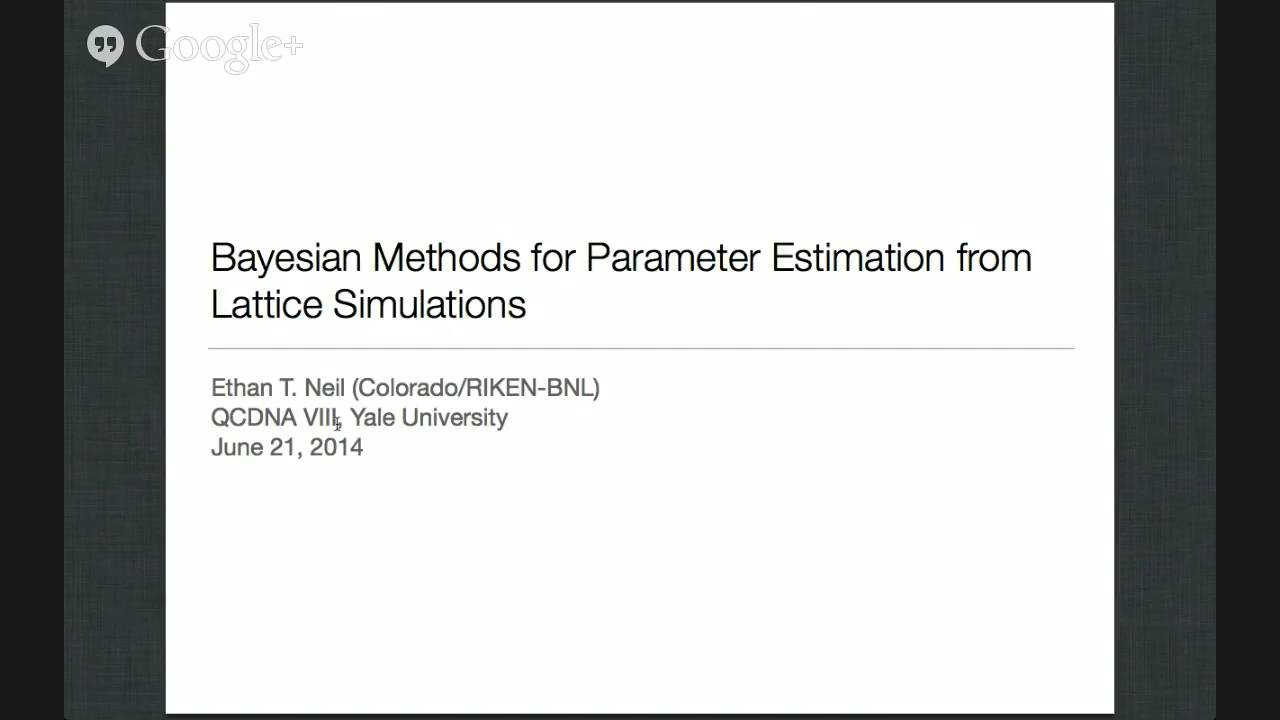 Google+
Bayesian Methods for Parameter Estimation from
Lattice Simulations
Ethan T. Neil (Colorado/RIKEN-BNL)
QCDNA VIII, Yale University
June 21, 2014